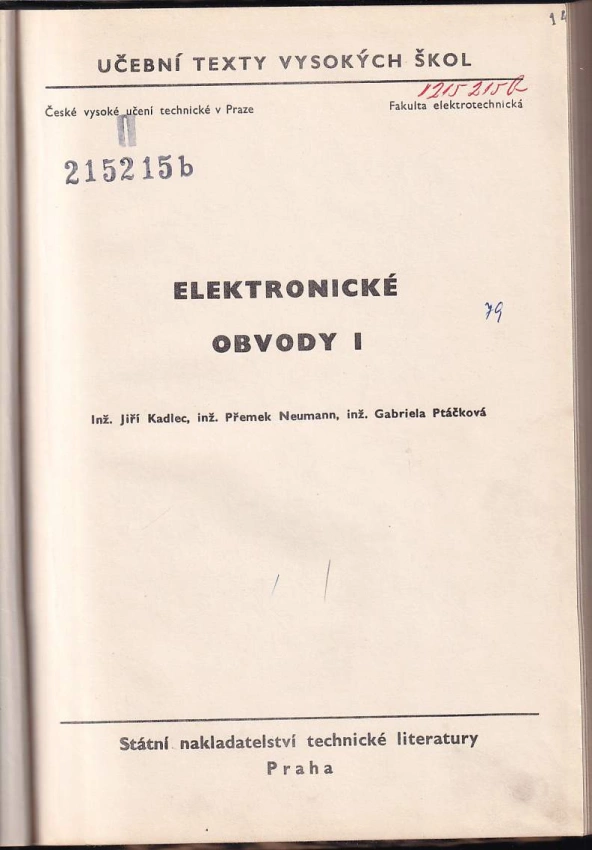 UČEBNÍ TEXTY VYSOKÝCH ŠKOL
České vysoké učení technické v Praze
Fakulta elektrotechnická
215215b
ELEKTRONICKÉ
OBVODY I
79
Inž. Jiří Kadlec, inž. Přemek Neumann, inž. Gabriela Ptáčková
Státní nakladatelství technické literatury
Praha